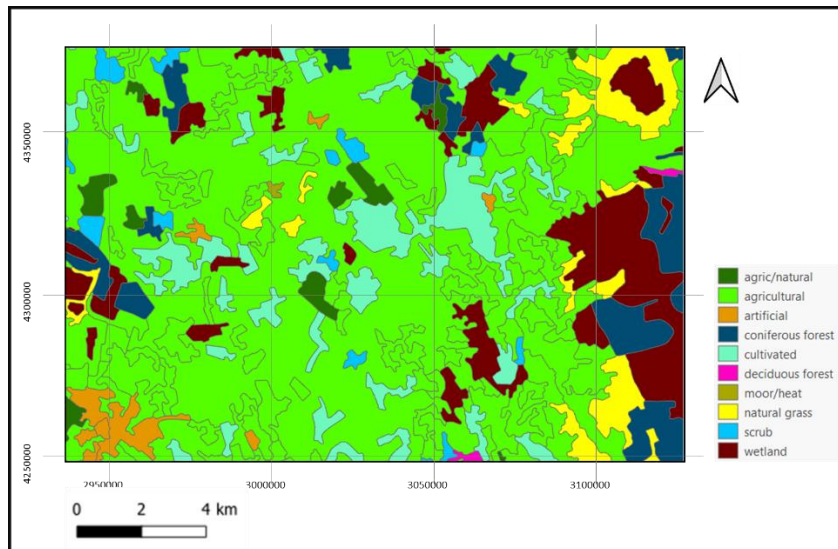 4350000
4300000
4250000
2950000 3000000 3050000 3100000
agric/natural
agricultural
artificial
coniferous forest
cultivated
deciduous forest
moor/heat
natural grass
scrub
wetland
0 2 4 km